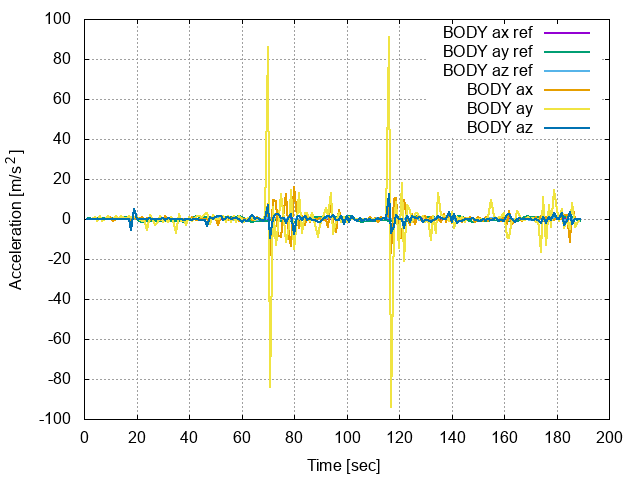 100
80
60
40
20
0
-20
-40
-60
-80
-100
0 20 40 60 80 100 120 140 160 180 200
Acceleration [m/s²]
Time [sec]
BODY ax ref
BODY ay ref
BODY az ref
BODY ax
BODY ay
BODY az